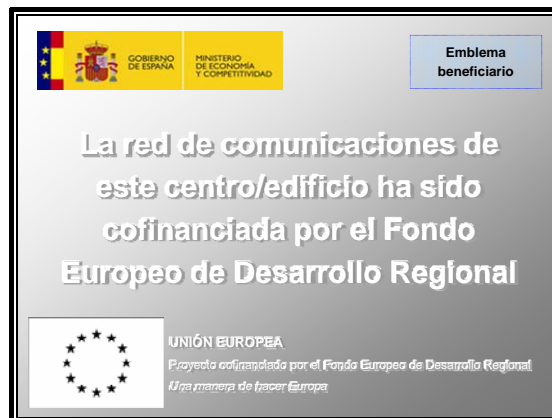 GOBIERNO
DE ESPAÑA
MINISTERIO
DE ECONOMÍA
Y COMPETITIVIDAD
Emblema
beneficiario
La red de comunicaciones de
este centro/edificio ha sido
cofinanciada por el Fondo
Europeo de Desarrollo Regional
UNIÓN EUROPEA
Proyecto cofinanciado por el Fondo Europeo de Desarrollo Regional
Una manera de hacer Europa